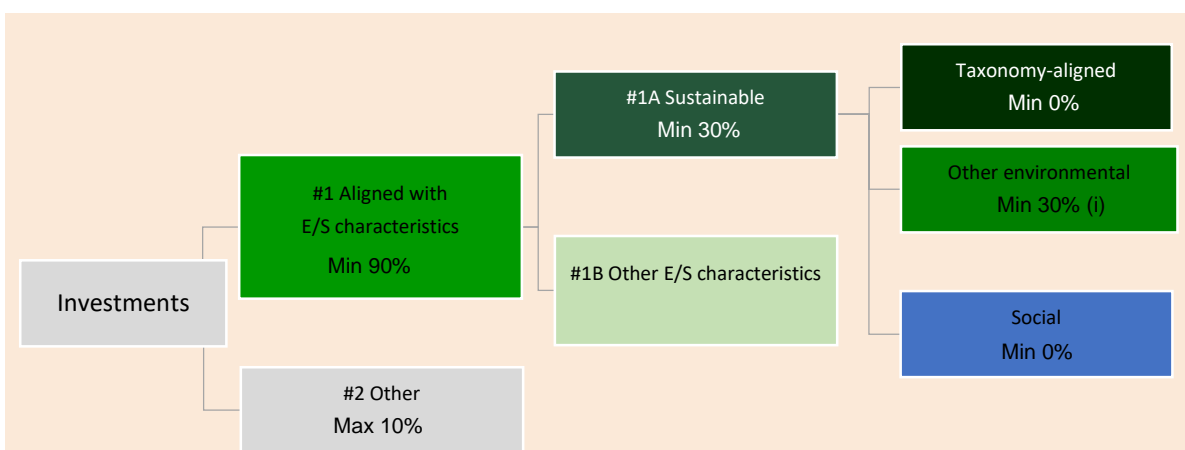 Investments
#1 Aligned with
E/S characteristics
Min 90%
#2 Other
Max 10%
#1A Sustainable
Min 30%
#1B Other E/S characteristics
Taxonomy-aligned
Min 0%
Other environmental
Min 30% (i)
Social
Min 0%